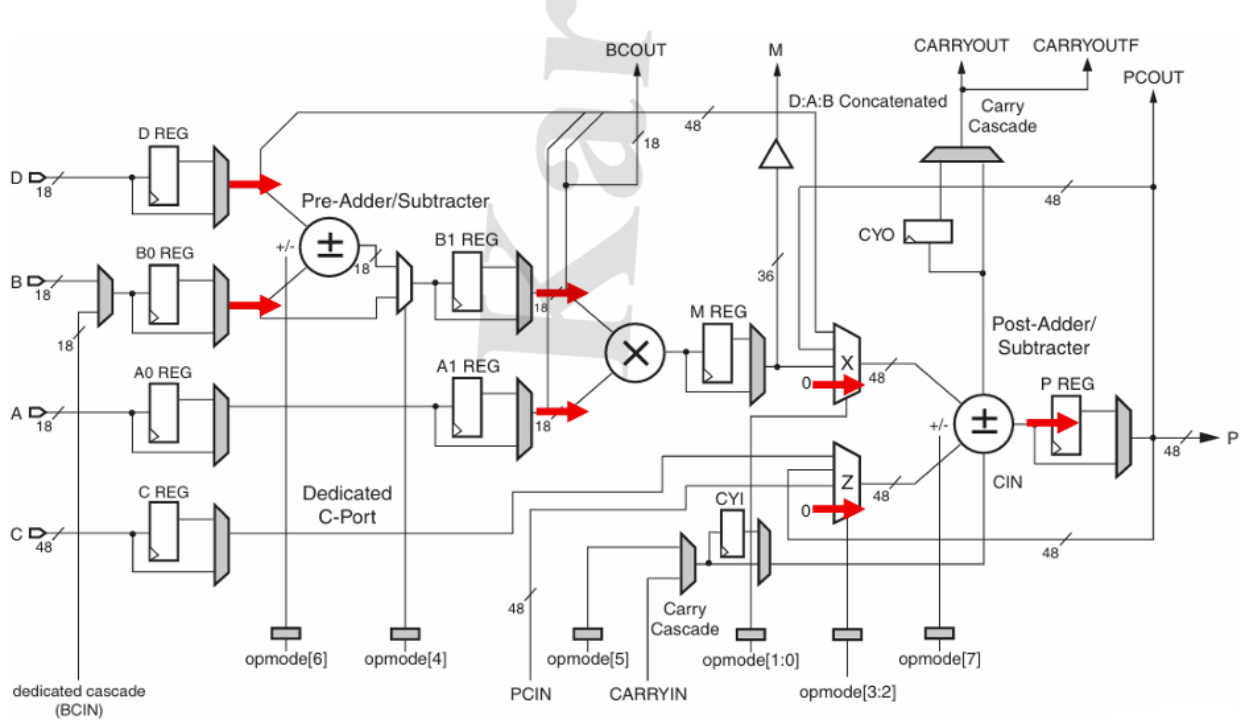 BCOUT
M
CARRYOUT
CARRYOUTF
PCOUT
D:A:B Concatenated
Carry
Cascade
48
18
D REG
D
18
Pre-Adder/Subtracter
+/-
±
18
48
CYO
B0 REG
B
18
B1 REG
18
36
18
M REG
×
Post-Adder/
Subtracter
X
48
0
P REG
A0 REG
A
18
A1 REG
18
+/-
±
P
48
CIN
C REG
C
48
Dedicated
C-Port
Z
48
0
CYI
48
48
Carry
Cascade
opmode[6]
opmode[4]
opmode[5]
opmode[1:0]
opmode[7]
opmode[3:2]
dedicated cascade
(BCIN)
PCIN
CARRYIN
Kar